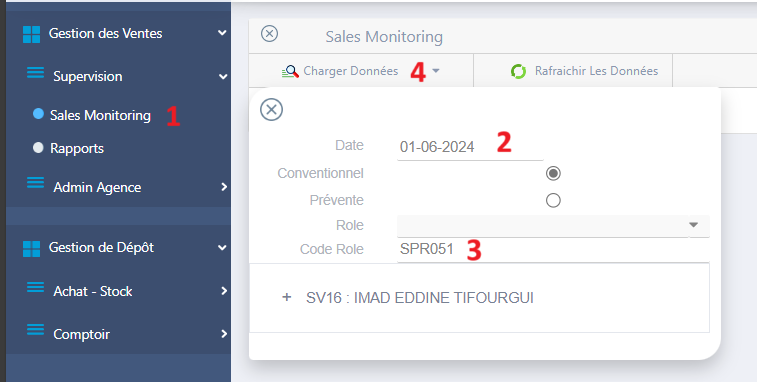 Gestion des Ventes
Supervision
Sales Monitoring 1
Rapports
Admin Agence
Gestion de Dépôt
Achat - Stock
Comptoir
Sales Monitoring
Charger Données 4
Rafraichir Les Données
Date 01-06-2024 2
Conventionnel
Prévente
Role
Code Role SPR051 3
+ SV16 : IMAD EDDINE TIFOURGUI